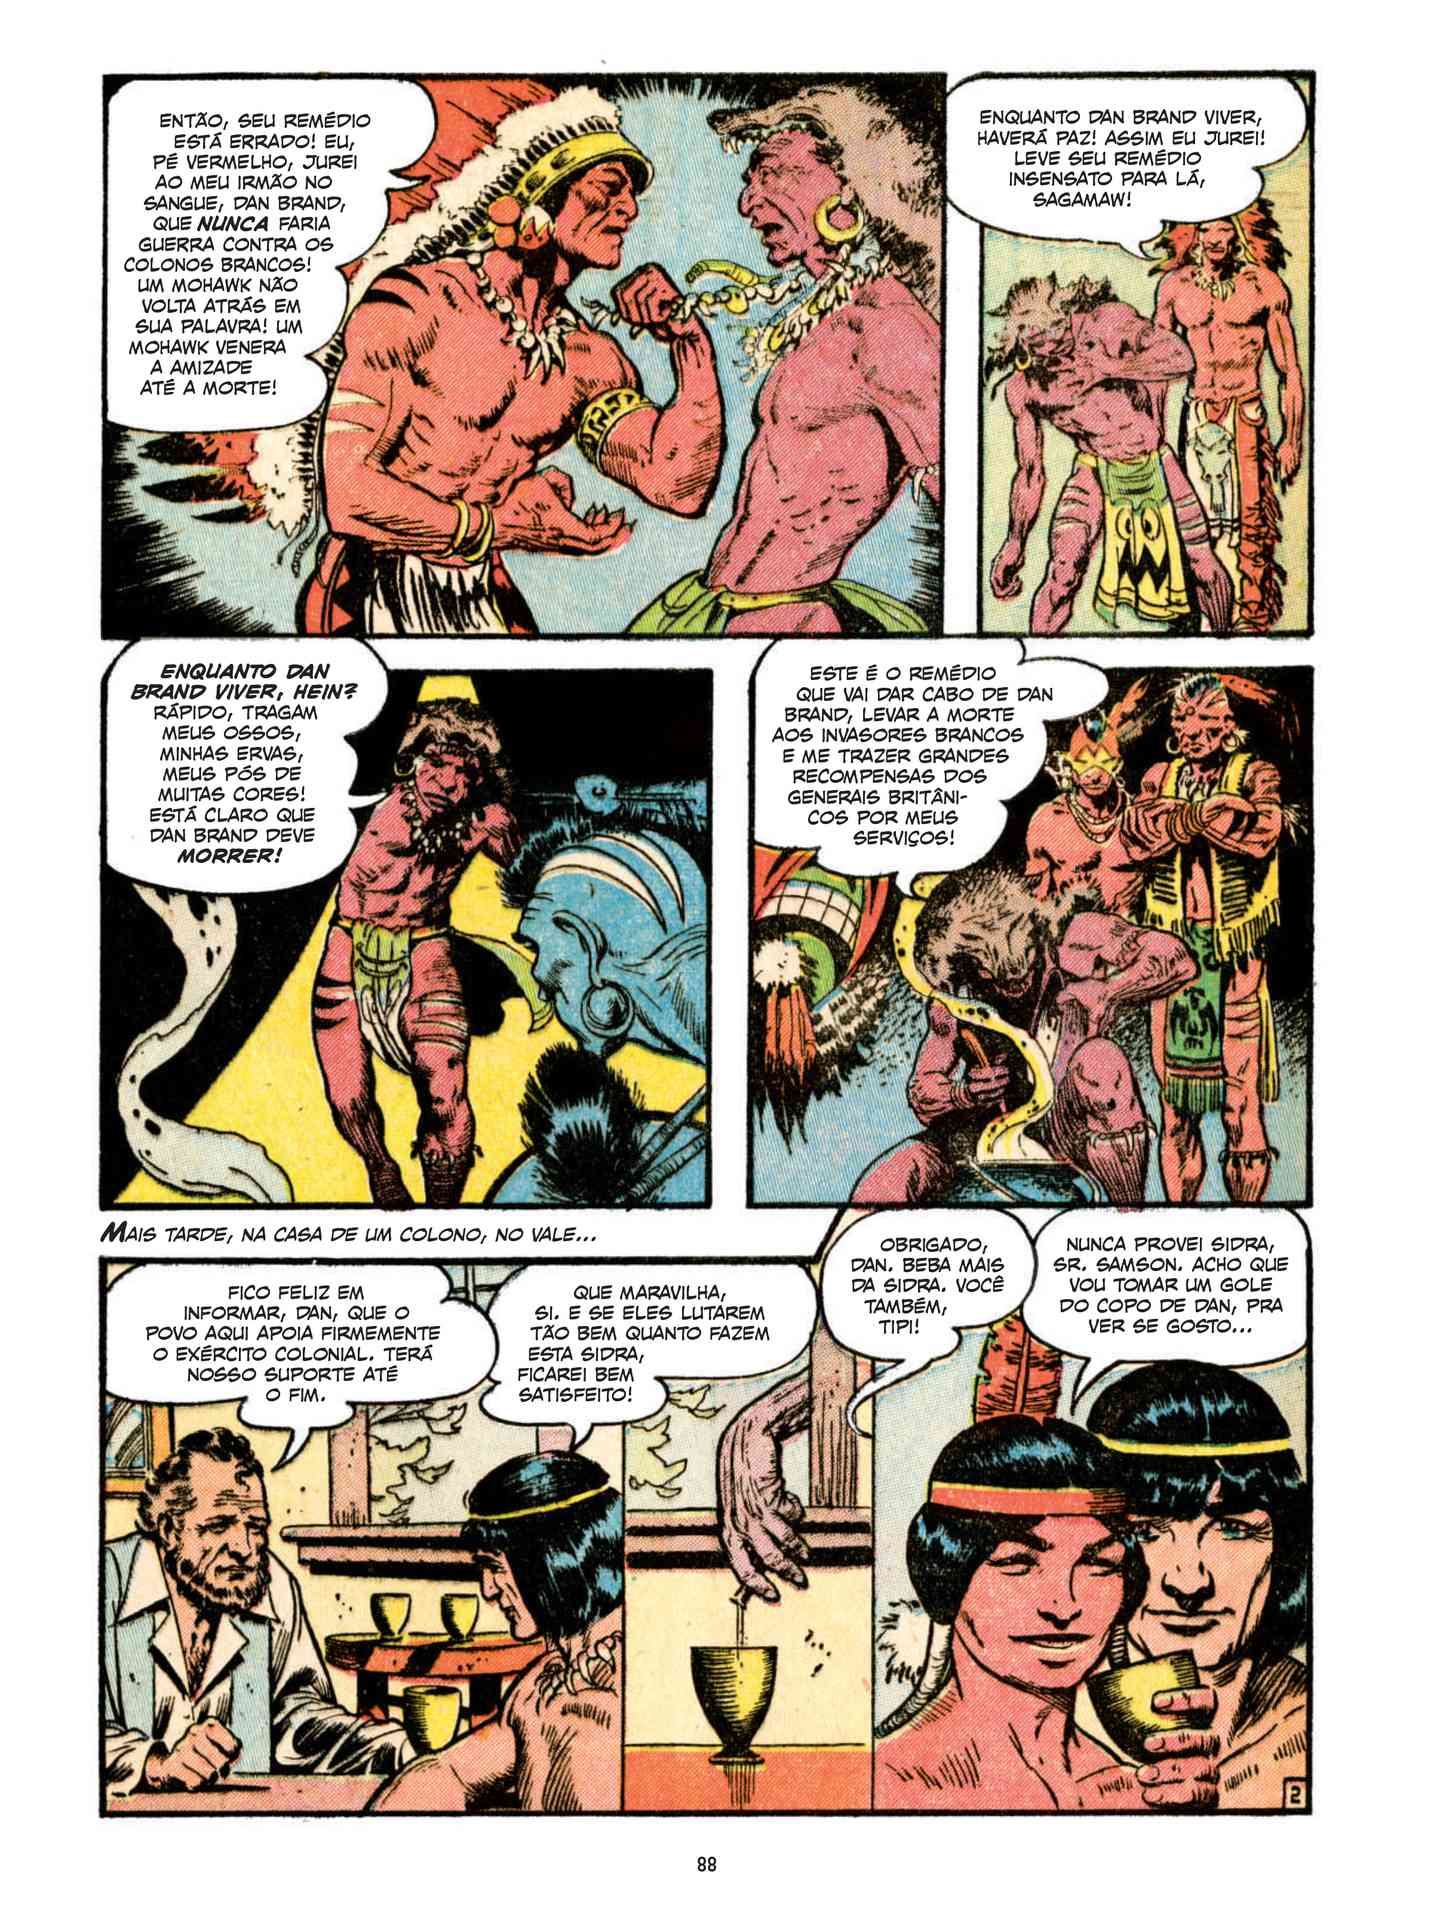 ENTÃO, SEU REMÉDIO
ESTÁ ERRADO! EU,
PÉ VERMELHO, JUREI
AO MEU IRMÃO NO
SANGUE, DAN BRAND,
QUE NUNCA FARIA
GUERRA CONTRA OS
COLONOS BRANCOS!
UM MOHAWK NÃO
VOLTA ATRÁS EM
SUA PALAVRA! UM
MOHAWK VENERA
A AMIZADE
ATÉ A MORTE!
ENQUANTO DAN BRAND VIVER,
HAVERÁ PAZ! ASSIM EU JUREI!
LEVE SEU REMÉDIO
INSENSATO PARA LÁ,
SAGAMAW!
ENQUANTO DAN
BRAND VIVER, HEIN?
RÁPIDO, TRAGAM
MEUS OSSOS,
MINHAS ERVAS,
MEUS PÓS DE
MUITAS CORES!
ESTÁ CLARO QUE
DAN BRAND DEVE
MORRER!
ESTE É O REMÉDIO
QUE VAI DAR CABO DE DAN
BRAND, LEVAR A MORTE
AOS INVASORES BRANCOS
E ME TRAZER GRANDES
RECOMPENSAS DOS
GENERAIS BRITÂNI-
COS POR MEUS
SERVIÇOS!
MAIS TARDE, NA CASA DE UM COLONO, NO VALE...
FICO FELIZ EM
INFORMAR, DAN, QUE O
POVO AQUI APOIA FIRMEMENTE
O EXÉRCITO COLONIAL. TERÁ
NOSSO SUPORTE ATÉ
O FIM.
QUE MARAVILHA,
SI. E SE ELES LUTAREM
TÃO BEM QUANTO FAZEM
ESTA SIDRA,
FICAREI BEM
SATISFEITO!
OBRIGADO,
DAN. BEBA MAIS
DA SIDRA. VOCÊ
TAMBÉM,
TIPI!
NUNCA PROVEI SIDRA,
SR. SAMSON. ACHO QUE
VOU TOMAR UM GOLE
DO COPO DE DAN, PRA
VER SE GOSTO...
2
88